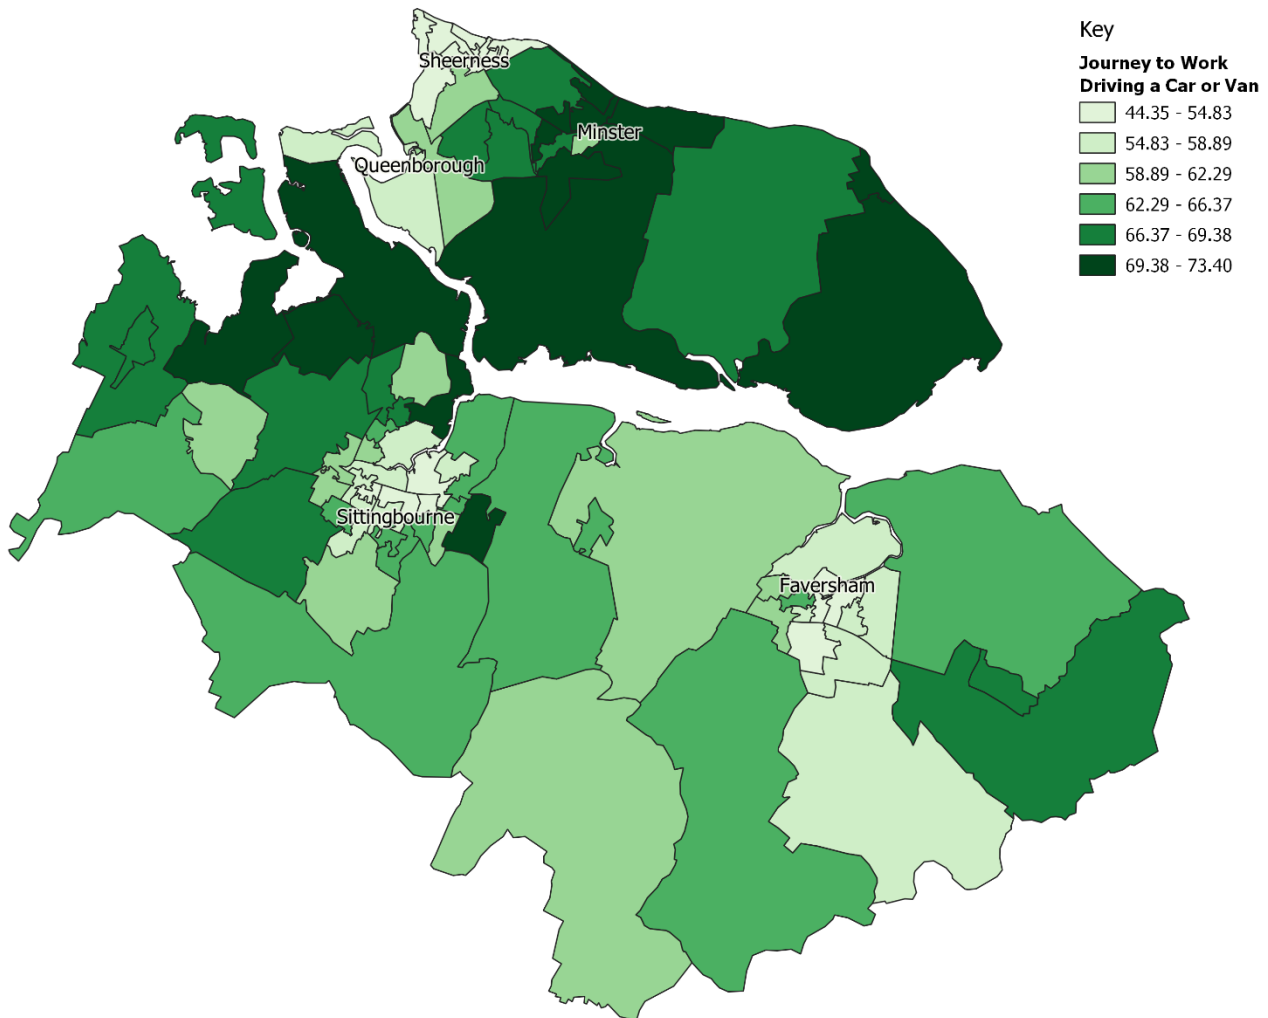 Key
Journey to Work
Driving a Car or Van
44.35 - 54.83
54.83 - 58.89
58.89 - 62.29
62.29 - 66.37
66.37 - 69.38
69.38 - 73.40
Sheerness
Minster
Queenborough
Sittingbourne
Faversham